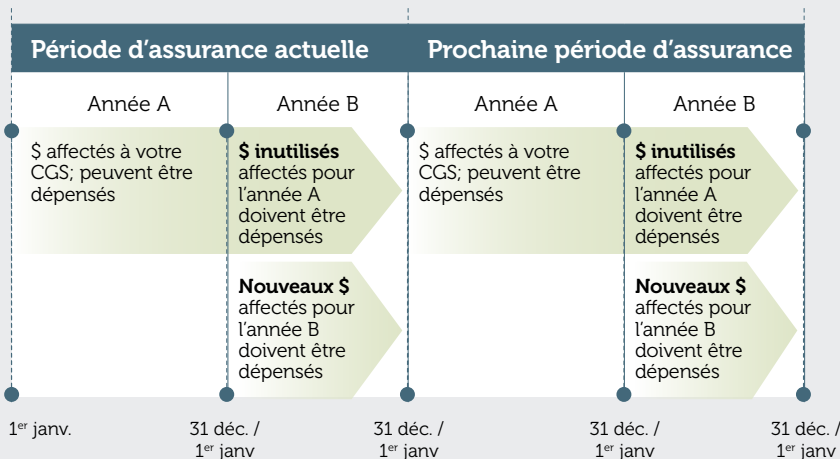 Période d'assurance actuelle
Prochaine période d'assurance
Année A
Année B
Année A
Année B
$ affectés à votre
CGS; peuvent être
dépensés
$ inutilisés
affectés pour
l'année A
doivent être
dépensés
$ affectés à votre
CGS; peuvent être
dépensés
$ inutilisés
affectés pour
l'année A
doivent être
dépensés
Nouveaux $
affectés pour
l'année B
doivent être
dépensés
Nouveaux $
affectés pour
l'année B
doivent être
dépensés
1er janv.
31 déc. /
1er janv
31 déc. /
1er janv
31 déc. /
1er janv
31 déc. /
1er janv